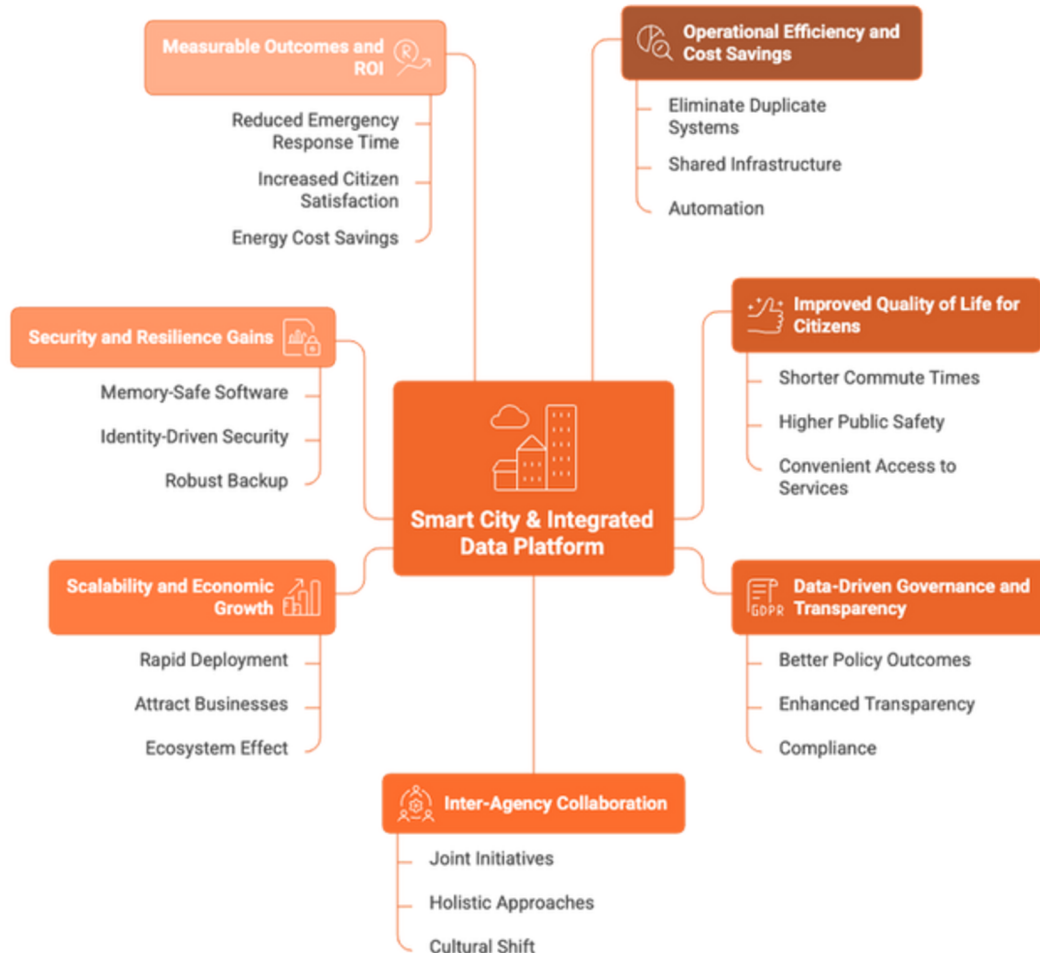 Measurable Outcomes and
ROI
R
Reduced Emergency
Response Time
Increased Citizen
Satisfaction
Energy Cost Savings
Operational Efficiency and
Cost Savings
Eliminate Duplicate
Systems
Shared Infrastructure
Automation
Security and Resilience Gains
Memory-Safe Software
Identity-Driven Security
Robust Backup
Improved Quality of Life for
Citizens
Shorter Commute Times
Higher Public Safety
Convenient Access to
Services
Smart City & Integrated
Data Platform
Scalability and Economic
Growth
Rapid Deployment
Attract Businesses
Ecosystem Effect
Data-Driven Governance and
Transparency
GDPR
Better Policy Outcomes
Enhanced Transparency
Compliance
Inter-Agency Collaboration
Joint Initiatives
Holistic Approaches
Cultural Shift